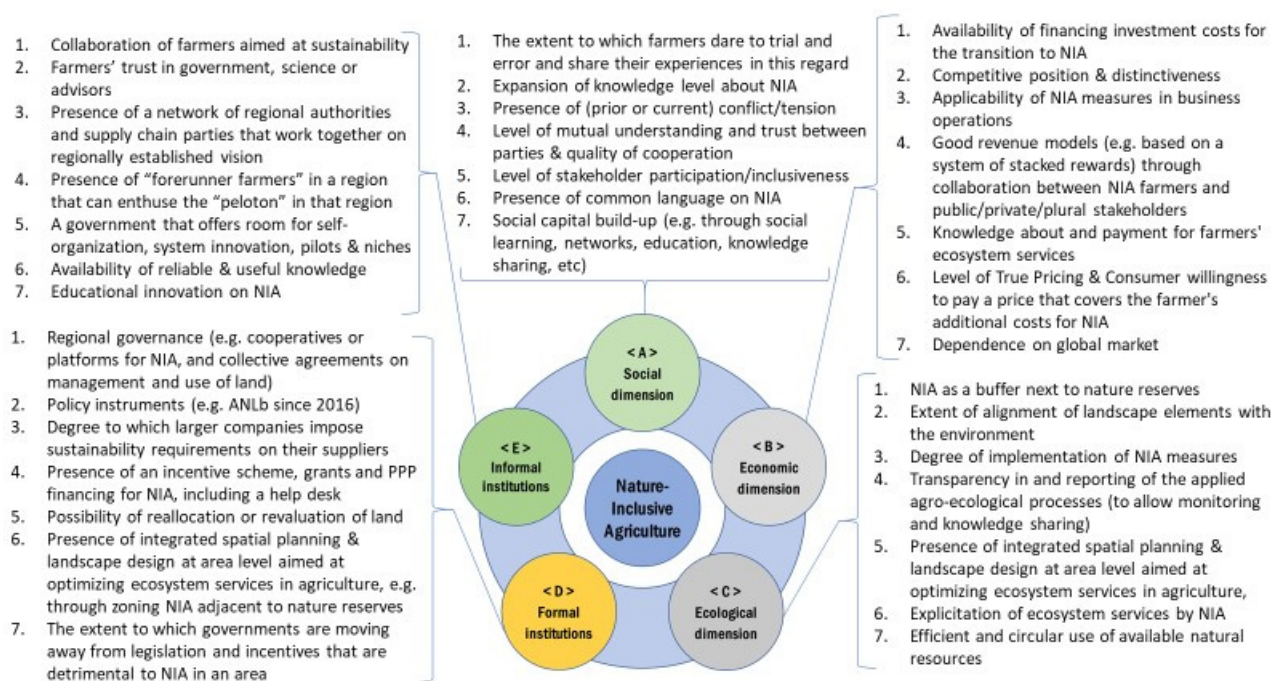 1. Collaboration of farmers aimed at sustainability
2. Farmers' trust in government, science or
advisors
3. Presence of a network of regional authorities
and supply chain parties that work together on
regionally established vision
4. Presence of “forerunner farmers” in a region
that can enthuse the “peloton” in that region
5. A government that offers room for self-
organization, system innovation, pilots & niches
6. Availability of reliable & useful knowledge
7. Educational innovation on NIA
1. The extent to which farmers dare to trial and
error and share their experiences in this regard
2. Expansion of knowledge level about NIA
3. Presence of (prior or current) conflict/tension
4. Level of mutual understanding and trust between
parties & quality of cooperation
5. Level of stakeholder participation/inclusiveness
6. Presence of common language on NIA
7. Social capital build-up (e.g. through social
learning, networks, education, knowledge
sharing, etc)
1. Availability of financing investment costs for
the transition to NIA
2. Competitive position & distinctiveness
3. Applicability of NIA measures in business
operations
4. Good revenue models (e.g. based on a
system of stacked rewards) through
collaboration between NIA farmers and
public/private/plural stakeholders
5. Knowledge about and payment for farmers'
ecosystem services
6. Level of True Pricing & Consumer willingness
to pay a price that covers the farmer's
additional costs for NIA
7. Dependence on global market
1. Regional governance (e.g. cooperatives or
platforms for NIA, and collective agreements on
management and use of land)
2. Policy instruments (e.g. ANLb since 2016)
3. Degree to which larger companies impose
sustainability requirements on their suppliers
4. Presence of an incentive scheme, grants and PPP
financing for NIA, including a help desk
5. Possibility of reallocation or revaluation of land
6. Presence of integrated spatial planning &
landscape design at area level aimed at
optimizing ecosystem services in agriculture, e.g.
through zoning NIA adjacent to nature reserves
7. The extent to which governments are moving
away from legislation and incentives that are
detrimental to NIA in an area
< A >
Social
dimension
< B >
Economic
dimension
< C >
Ecological
dimension
< D >
Formal
institutions
< E >
Informal
institutions
Nature-
Inclusive
Agriculture
1. NIA as a buffer next to nature reserves
2. Extent of alignment of landscape elements with
the environment
3. Degree of implementation of NIA measures
4. Transparency in and reporting of the applied
agro-ecological processes (to allow monitoring
and knowledge sharing)
5. Presence of integrated spatial planning &
landscape design at area level aimed at
optimizing ecosystem services in agriculture,
6. Explicitation of ecosystem services by NIA
7. Efficient and circular use of available natural
resources